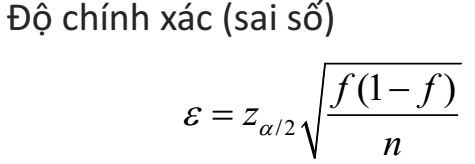 Độ chính xác (sai số)
ε = z_{α/2} √(f(1 − f)/n)